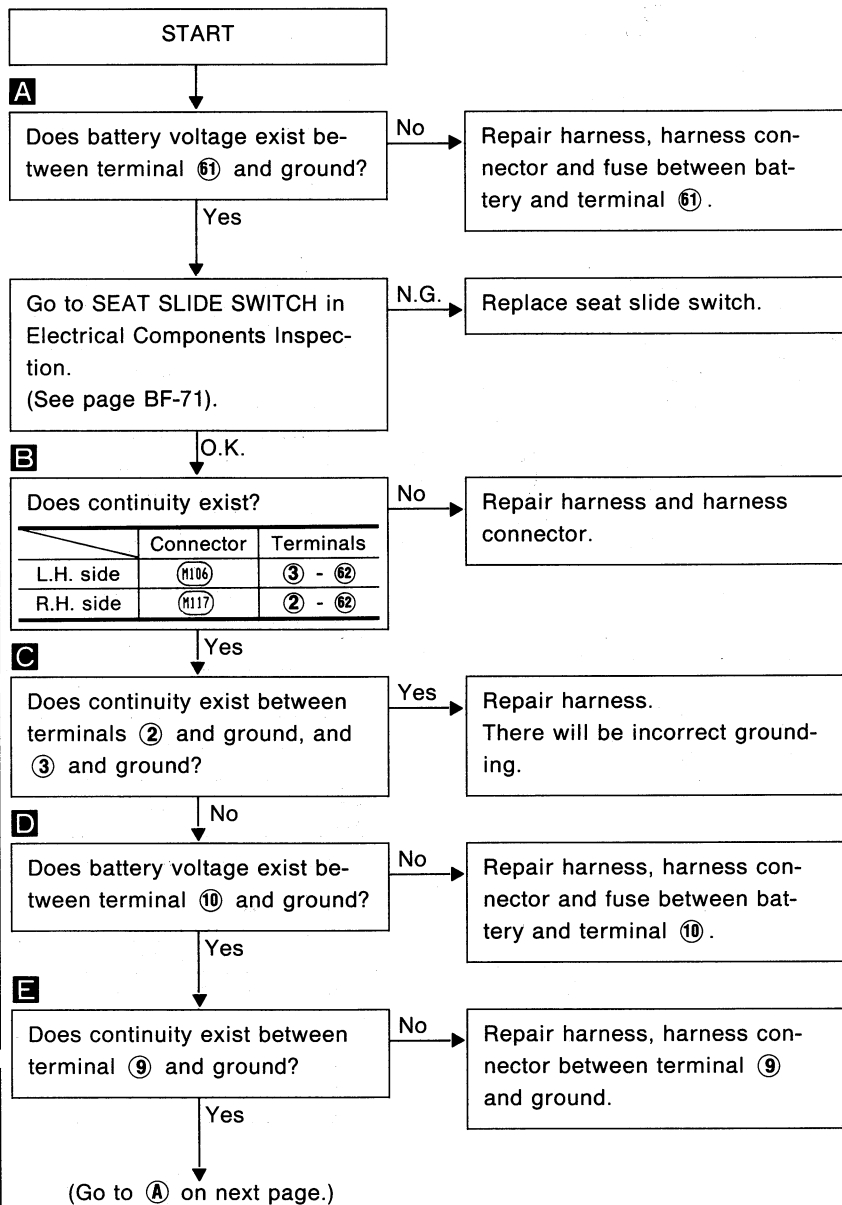 START
A
Does battery voltage exist be-
tween terminal 61 and ground?
No
Repair harness, harness con-
nector and fuse between bat-
tery and terminal 61 .
Yes
Go to SEAT SLIDE SWITCH in
Electrical Components Inspec-
tion.
(See page BF-71).
N.G.
Replace seat slide switch.
O.K.
B
Does continuity exist?
Connector Terminals
L.H. side M106 3 - 62
R.H. side M117 2 - 62
No
Repair harness and harness
connector.
Yes
C
Does continuity exist between
terminals 2 and ground, and
3 and ground?
Yes
Repair harness.
There will be incorrect ground-
ing.
No
D
Does battery voltage exist be-
tween terminal 10 and ground?
No
Repair harness, harness con-
nector and fuse between bat-
tery and terminal 10 .
Yes
E
Does continuity exist between
terminal 9 and ground?
No
Repair harness, harness con-
nector between terminal 9
and ground.
Yes
(Go to A on next page.)